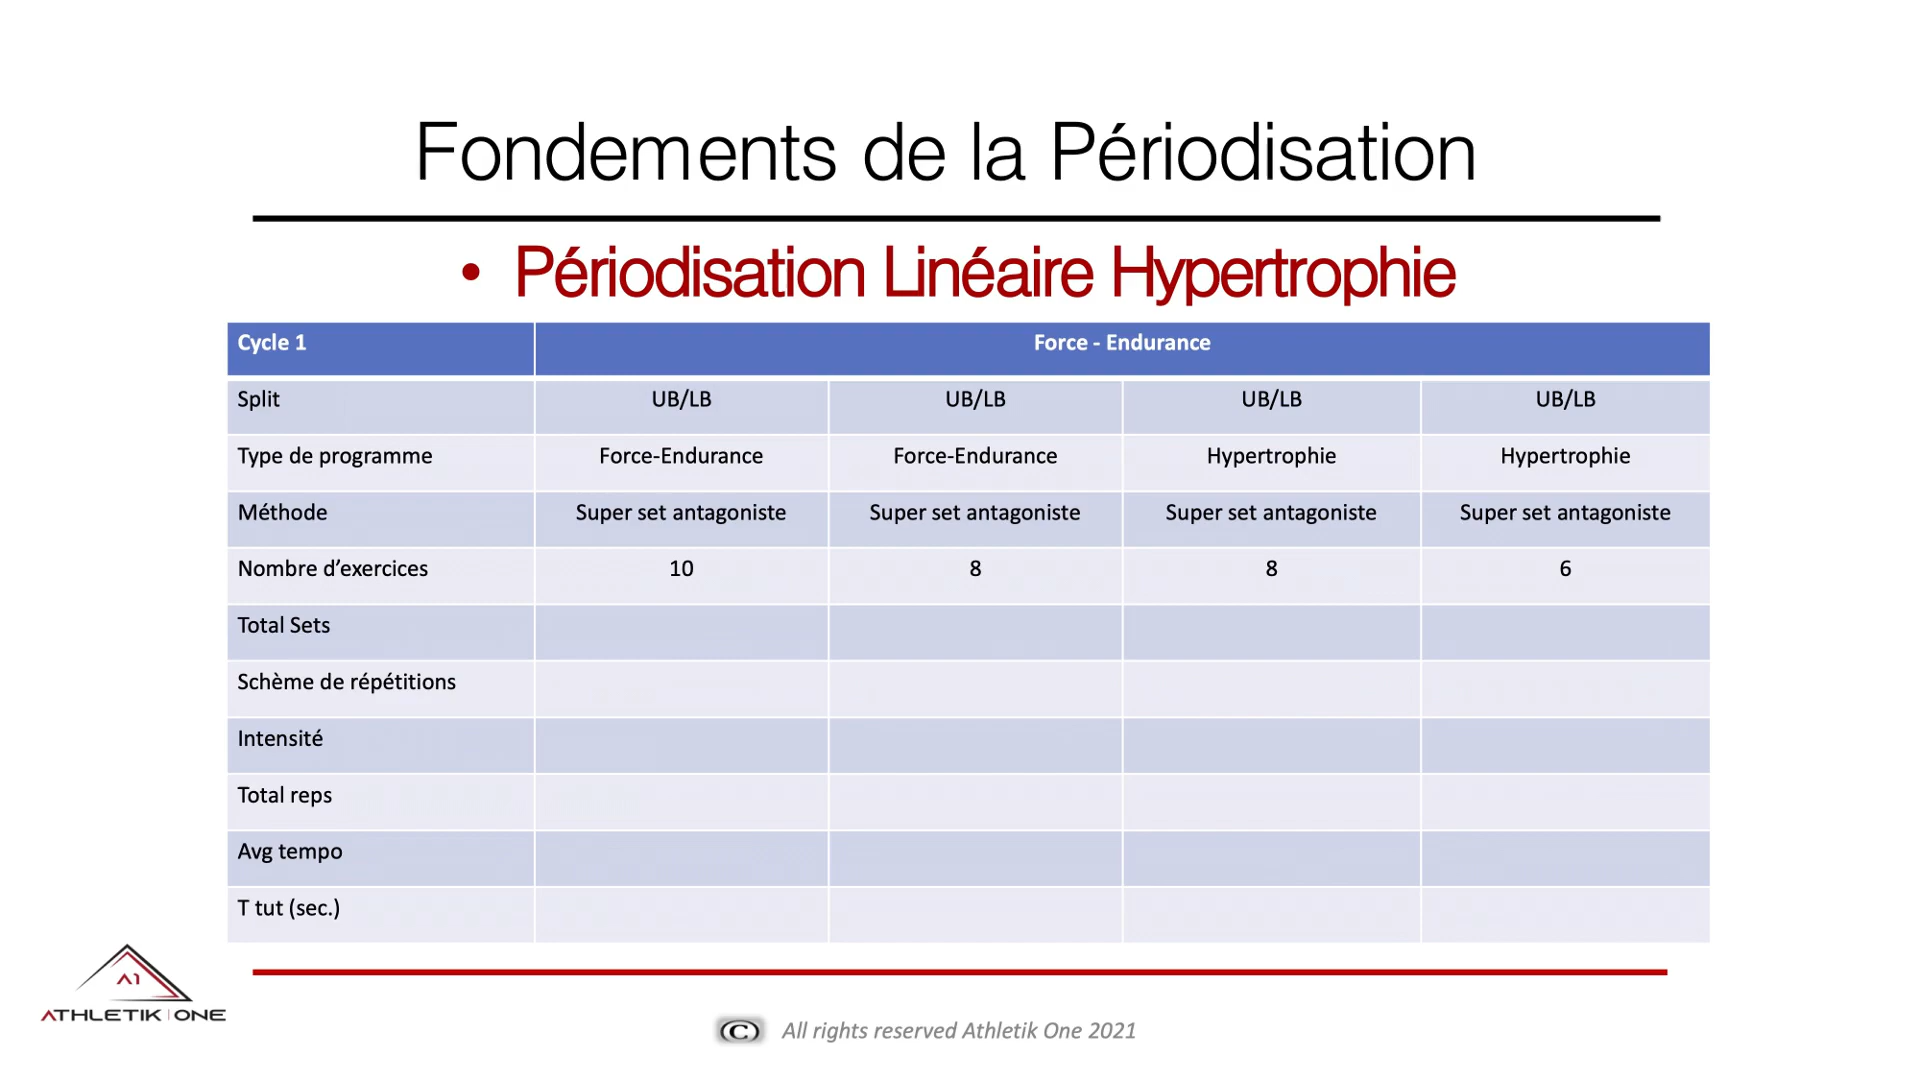 Fondements de la Périodisation
• Périodisation Linéaire Hypertrophie
Cycle 1 Force - Endurance
Split UB/LB UB/LB UB/LB UB/LB
Type de programme Force-Endurance Force-Endurance Hypertrophie Hypertrophie
Méthode Super set antagoniste Super set antagoniste Super set antagoniste Super set antagoniste
Nombre d’exercices 10 8 8 6
Total Sets
Schème de répétitions
Intensité
Total reps
Avg tempo
T tut (sec.)
A1
ATHLETIK | ONE
© All rights reserved Athletik One 2021